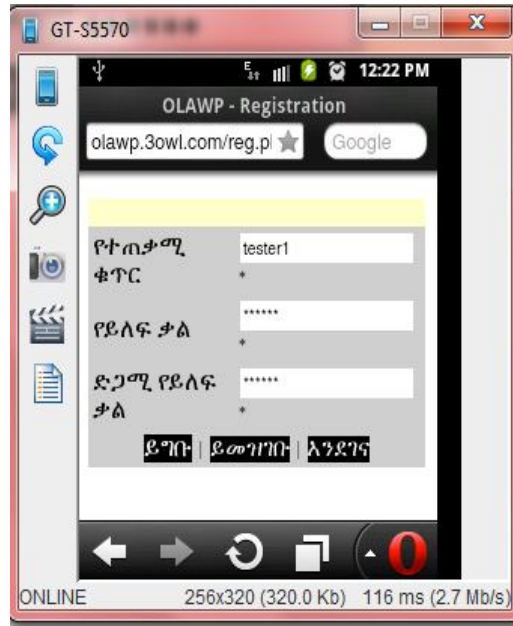 GT-S5570
E 12:22 PM
OLAWP - Registration
olawp.3owl.com/reg.p
Google
የተጠቃሚ tester1
ቁጥር *
የይለፍ ቃል ******
*
ድጋሚ የይለፍ ******
ቃል *
ይግቡ | ይመዝገቡ | እንደገና
ONLINE 256x320 (320.0 Kb) 116 ms (2.7 Mb/s)